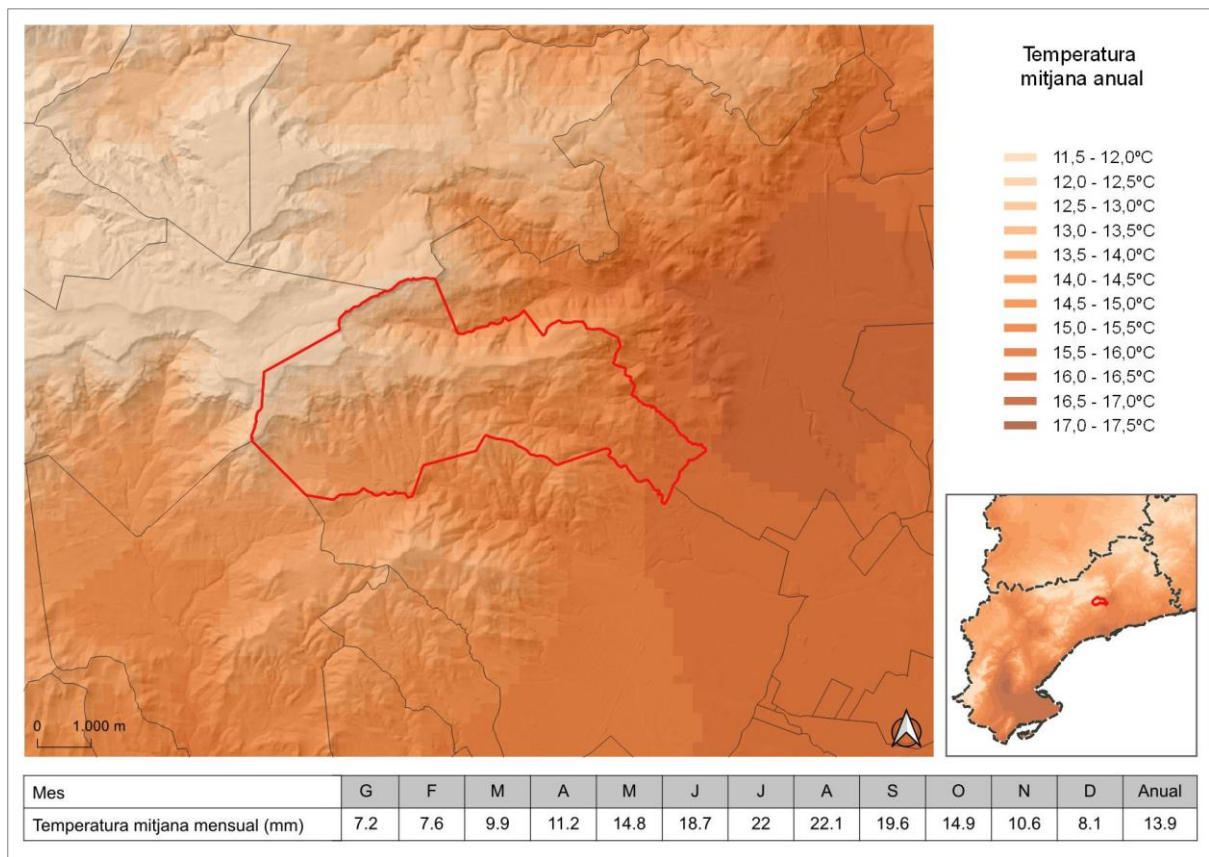 Temperatura
mitjana anual
11,5 - 12,0ºC
12,0 - 12,5ºC
12,5 - 13,0ºC
13,0 - 13,5ºC
13,5 - 14,0ºC
14,0 - 14,5ºC
14,5 - 15,0ºC
15,0 - 15,5ºC
15,5 - 16,0ºC
16,0 - 16,5ºC
16,5 - 17,0ºC
17,0 - 17,5ºC
0 1.000 m
Mes G F M A M J J A S O N D Anual
Temperatura mitjana mensual (mm) 7.2 7.6 9.9 11.2 14.8 18.7 22 22.1 19.6 14.9 10.6 8.1 13.9